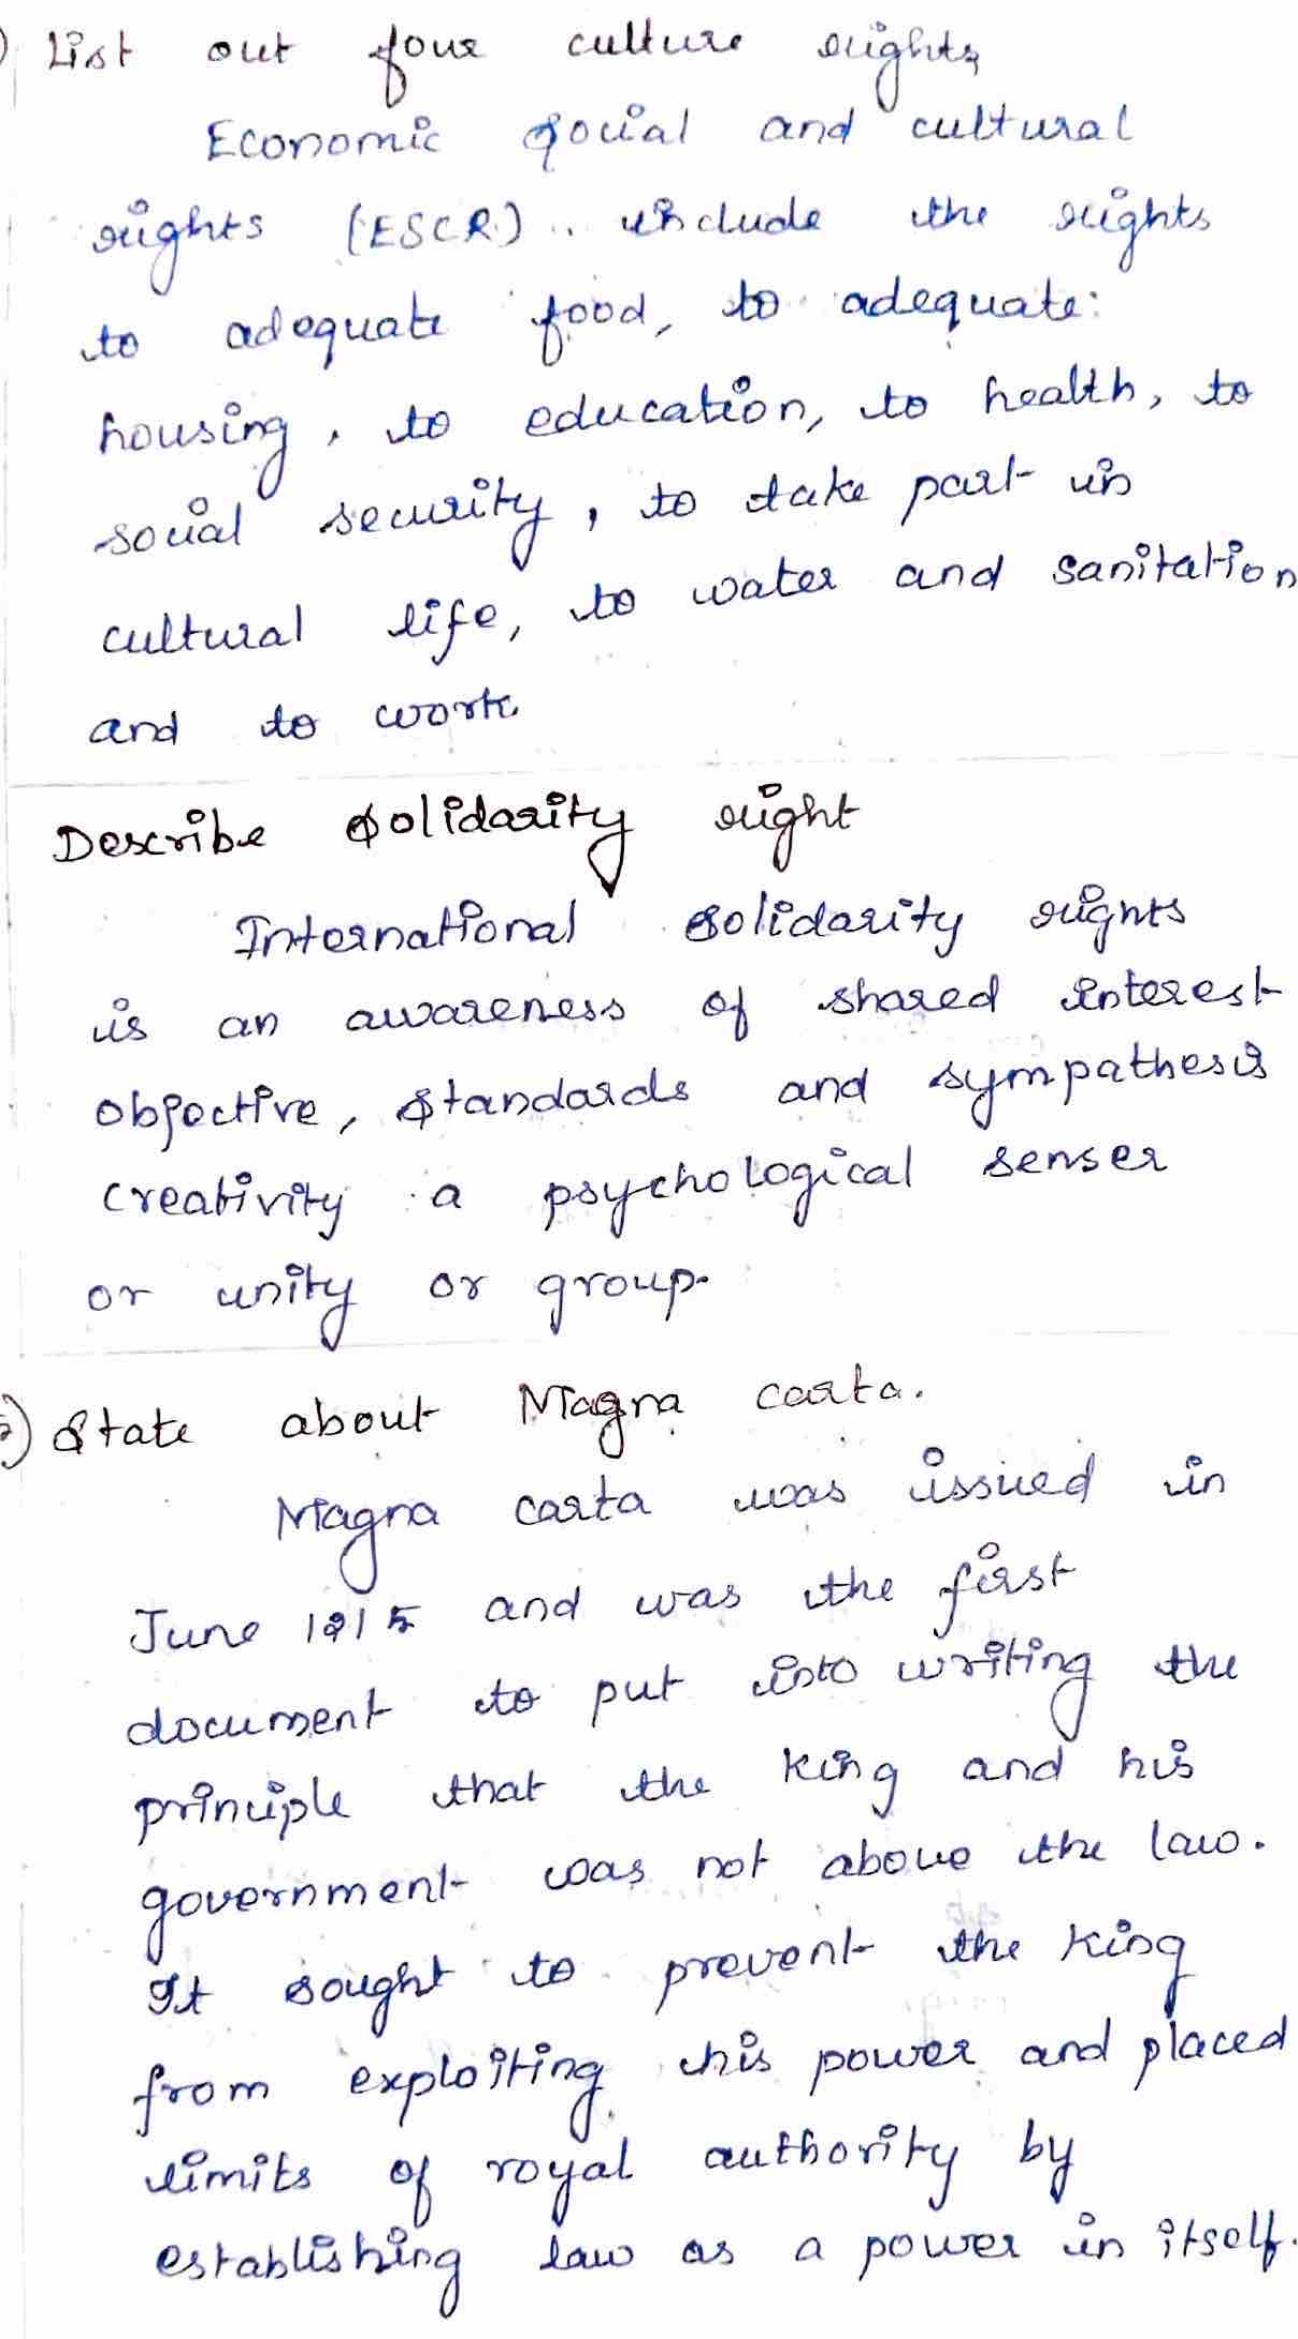 ) List out four culture rights
Economic social and cultural
rights (ESCR).. include the rights
to adequate food, to adequate:
housing, to education, to health, to
social security, to take part in
cultural life, to water and sanitation
and to work
Describe solidarity right
International solidarity rights
is an awareness of shared interest
objective, standards and sympathesis
creativity a psychological senser
or unity or group.
) State about Magna carta.
Magna carta was issued in
June 1215 and was the first
document to put into writing the
principle that the king and his
government was not above the law.
It sought to prevent the king
from exploiting his power and placed
limits of royal authority by
establishing law as a power in itself.